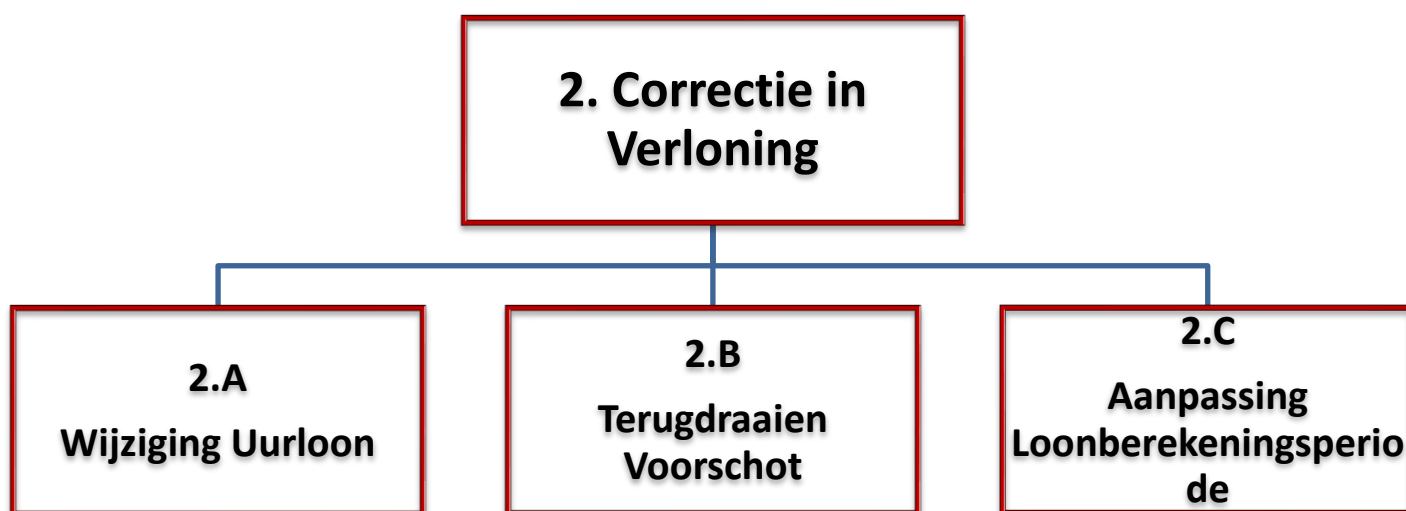 2. Correctie in
Verloning
2.A
Wijziging Uurloon
2.B
Terugdraaien
Voorschot
2.C
Aanpassing
Loonberekeningsperio
de